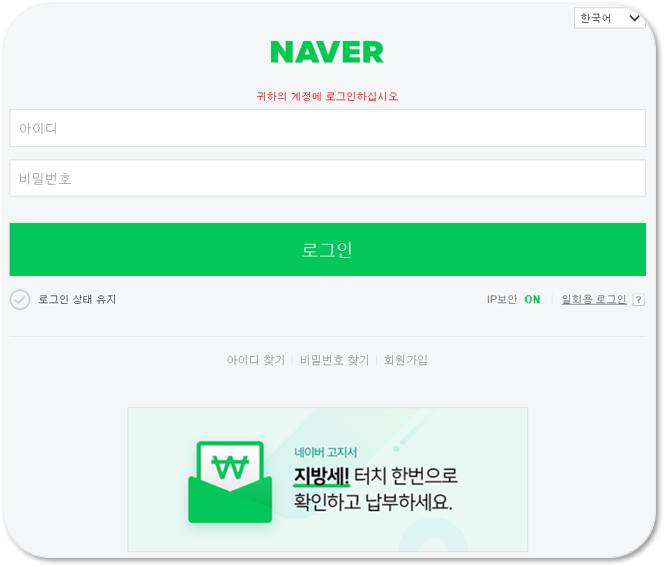 한국어
NAVER
귀하의 계정에 로그인하십시오
아이디
비밀번호
로그인
로그인 상태 유지 IP보안 ON 일회용 로그인 ?
아이디 찾기 비밀번호 찾기 회원가입
네이버 고지서
지방세! 터치 한번으로
확인하고 납부하세요.